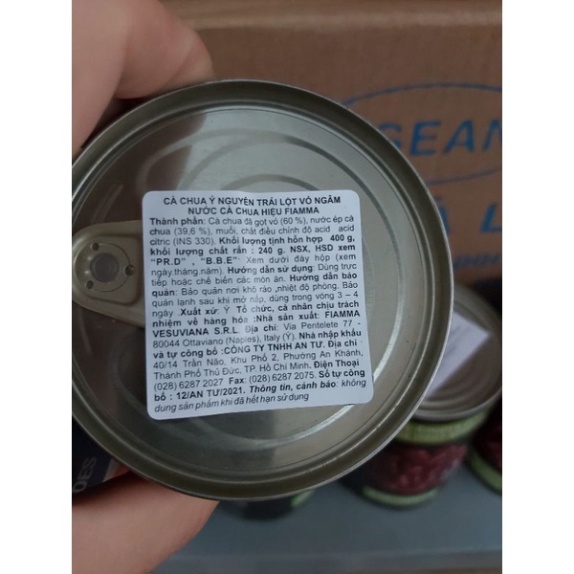 CÀ CHUA Ý NGUYÊN TRÁI LỘT VỎ NGÂM
NƯỚC CÀ CHUA HIỆU FIAMMA
Thành phần: Cà chua đã gọt vỏ (60 %), nước ép cà
chua (39,6 %), muối, chất điều chỉnh độ acid acid
citric (INS 330). Khối lượng tịnh hỗn hợp 400 g,
khối lượng chất rắn : 240 g. NSX, HSD xem
"PR.D" , "B.B.E": Xem dưới đáy hộp (xem
ngày.tháng.năm). Hướng dẫn sử dụng: Dùng trực
tiếp hoặc chế biến các món ăn. Hướng dẫn bảo
quản: Bảo quản nơi khô ráo ,nhiệt độ phòng. Bảo
quản lạnh sau khi mở nắp, dùng trong vòng 3 – 4
ngày .Xuất xứ: Ý. Tổ chức, cá nhân chịu trách
nhiệm về hàng hóa :Nhà sản xuất: FIAMMA
VESUVIANA S.R.L. Địa chỉ: Via Pentelete 77 -
80044 Ottaviano (Naples), Italy (Ý). Nhà nhập khẩu
và tự công bố :CÔNG TY TNHH AN TƯ. Địa chỉ :
40/14 Trần Não, Khu Phố 2, Phường An Khánh,
Thành Phố Thủ Đức, TP. Hồ Chí Minh. Điện Thoại :
(028) 6287 2027 Fax: (028) 6287 2075. Số tự công
bố : 12/AN TƯ/2021. Thông tin, cảnh báo: không
dùng sản phẩm khi đã hết hạn sử dụng
SEAN